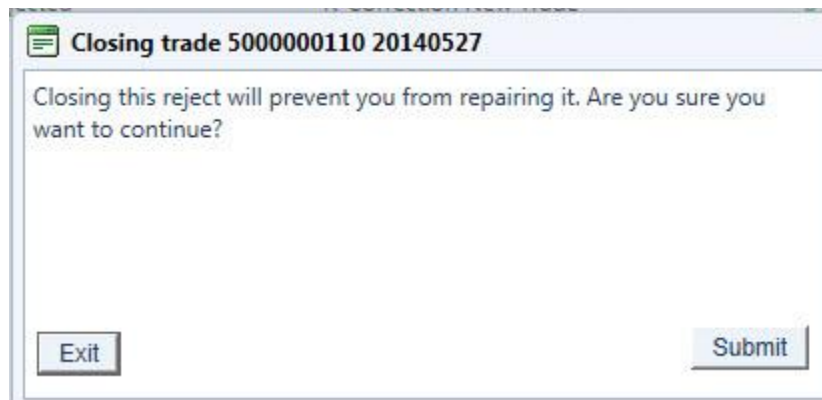 Closing trade 5000000110 20140527
Closing this reject will prevent you from repairing it. Are you sure you
want to continue?
Exit
Submit